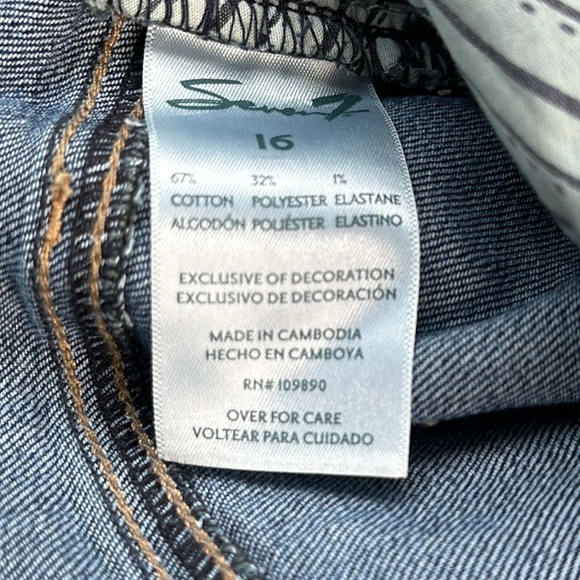 Seven7
16
67% 32% 1%
COTTON POLYESTER ELASTANE
ALGODÓN POLIÉSTER ELASTINO
EXCLUSIVE OF DECORATION
EXCLUSIVO DE DECORACIÓN
MADE IN CAMBODIA
HECHO EN CAMBOYA
RN# 109890
OVER FOR CARE
VOLTEAR PARA CUIDADO